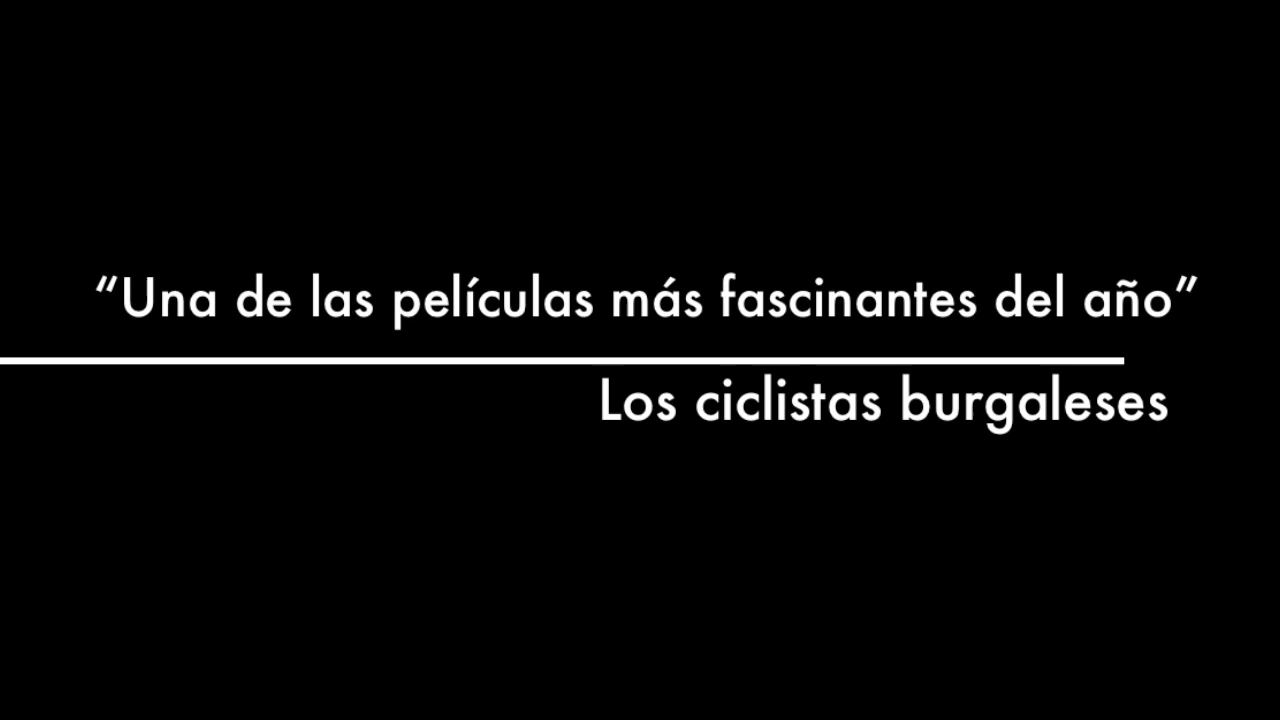 “Una de las películas más fascinantes del año”
Los ciclistas burgaleses